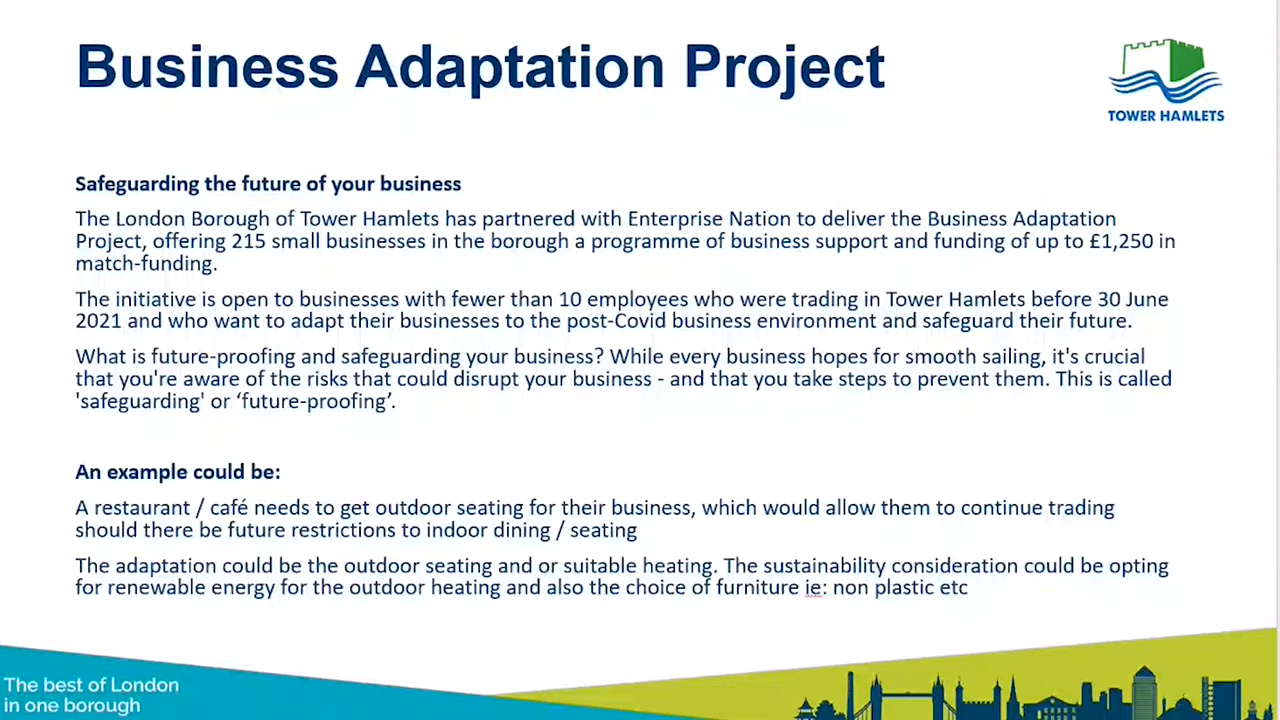 Business Adaptation Project
TOWER HAMLETS
Safeguarding the future of your business
The London Borough of Tower Hamlets has partnered with Enterprise Nation to deliver the Business Adaptation
Project, offering 215 small businesses in the borough a programme of business support and funding of up to £1,250 in
match-funding.
The initiative is open to businesses with fewer than 10 employees who were trading in Tower Hamlets before 30 June
2021 and who want to adapt their businesses to the post-Covid business environment and safeguard their future.
What is future-proofing and safeguarding your business? While every business hopes for smooth sailing, it's crucial
that you're aware of the risks that could disrupt your business - and that you take steps to prevent them. This is called
'safeguarding' or ‘future-proofing’.
An example could be:
A restaurant / café needs to get outdoor seating for their business, which would allow them to continue trading
should there be future restrictions to indoor dining / seating
The adaptation could be the outdoor seating and or suitable heating. The sustainability consideration could be opting
for renewable energy for the outdoor heating and also the choice of furniture ie: non plastic etc
The best of London
in one borough